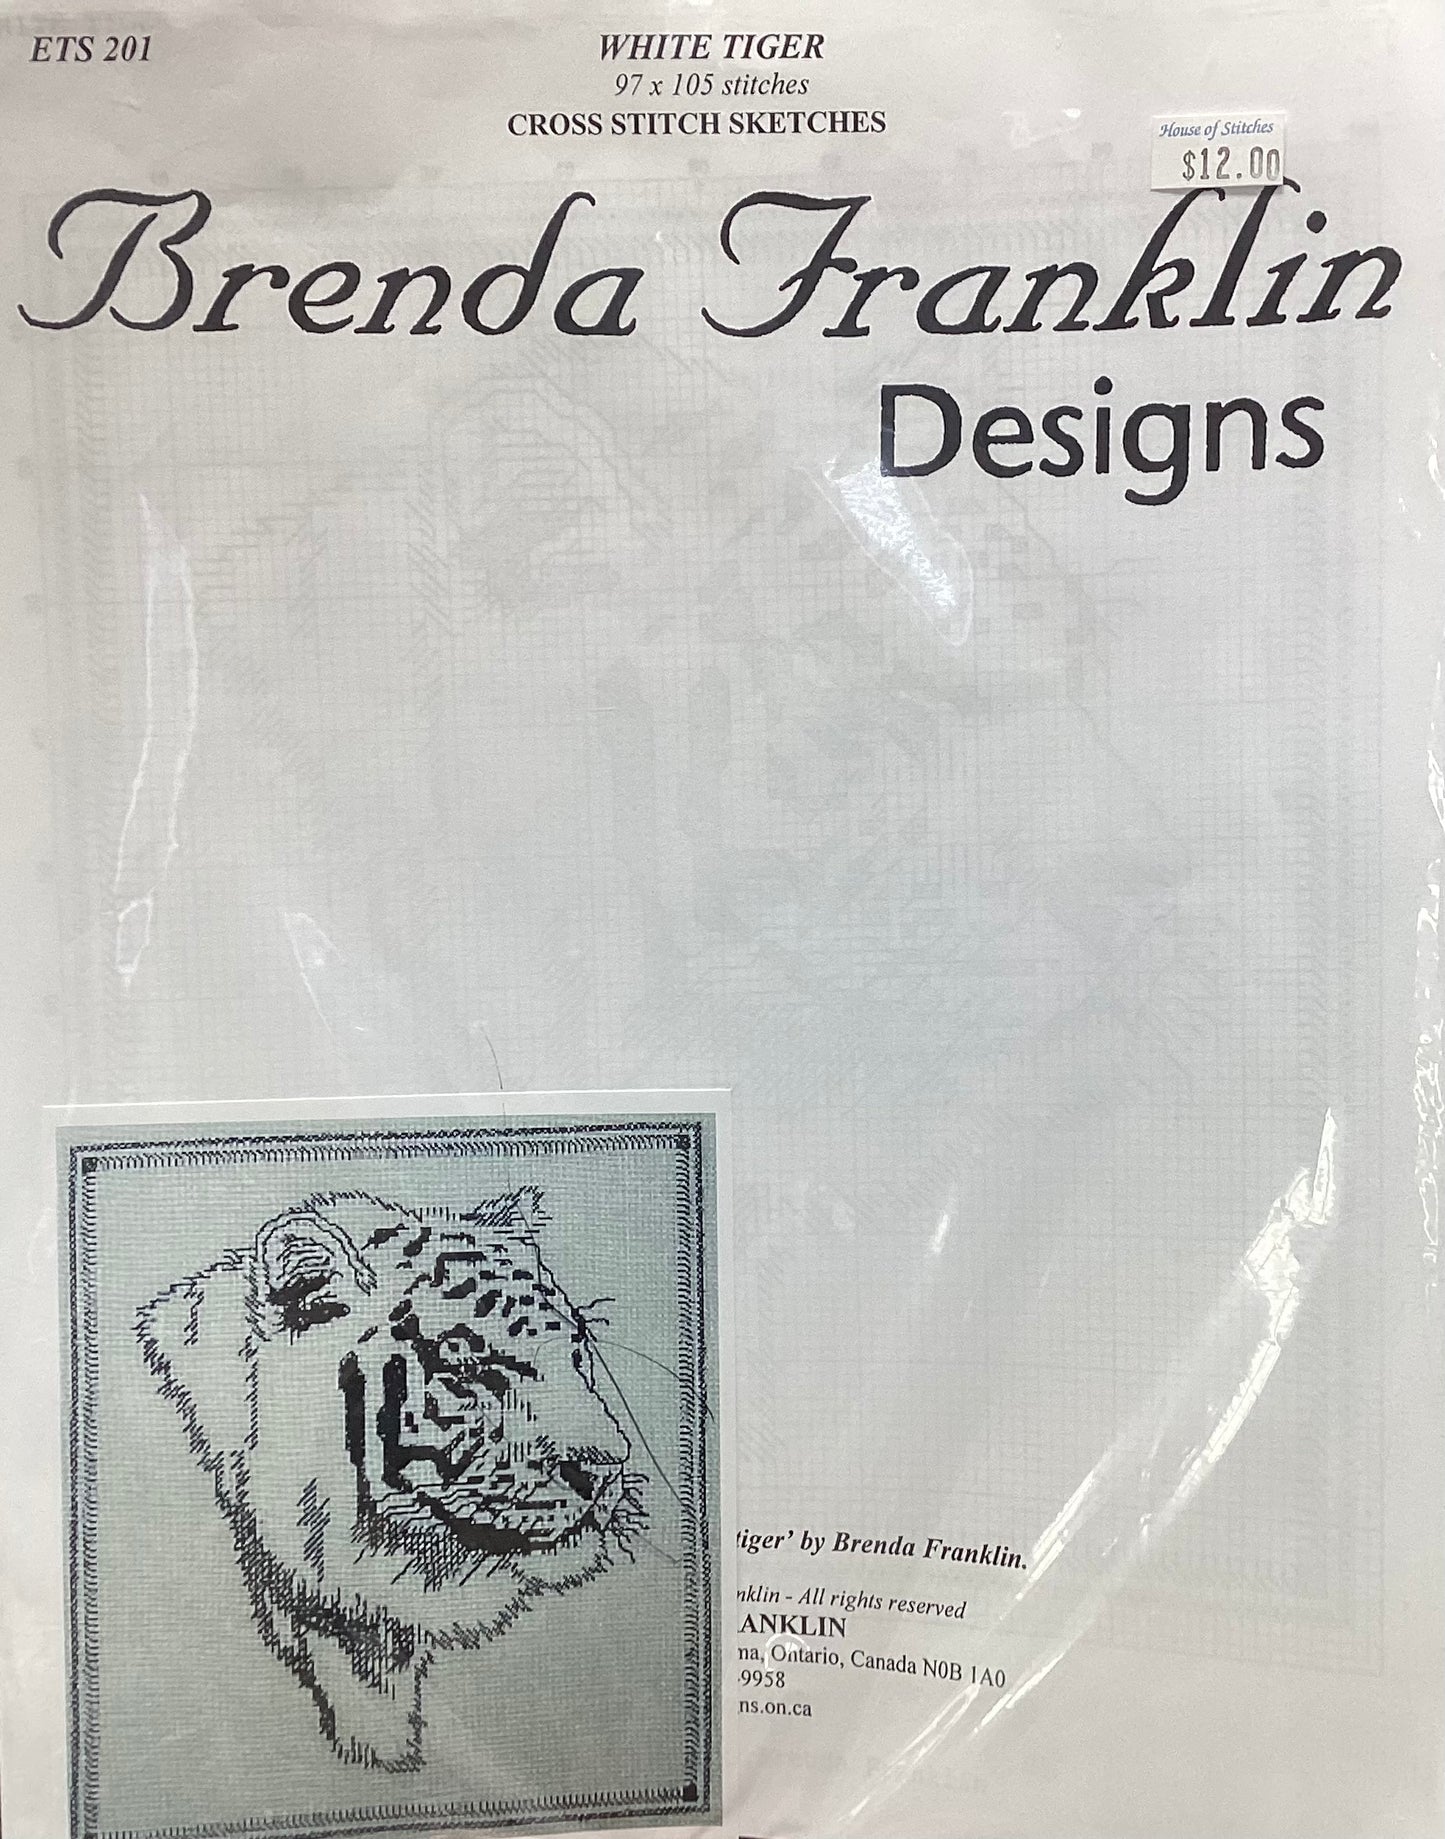 ETS 201
WHITE TIGER
97 x 105 stitches
CROSS STITCH SKETCHES
House of Stitches
$12.00
Brenda Franklin
Designs
tiger’ by Brenda Franklin.
nklin - All rights reserved
ANKLIN
na, Ontario, Canada N0B 1A0
-9958
ns.on.ca